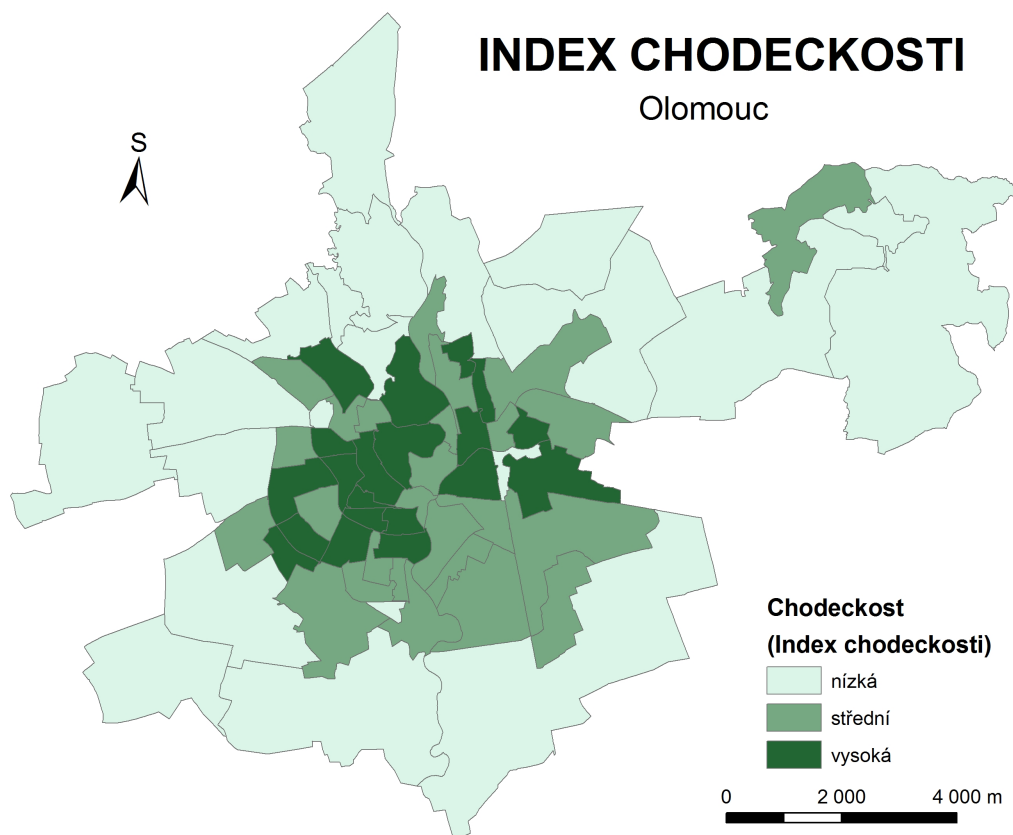 INDEX CHODECKOSTI
Olomouc
S
Chodeckost
(Index chodeckosti)
nízká
střední
vysoká
0 2 000 4 000 m